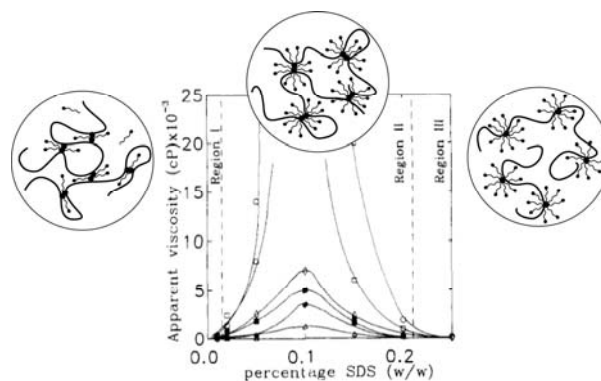 Apparent viscosity (cP)x10⁻³
25
20
15
10
5
0
Region I
Region II
Region III
0.0
0.1
0.2
percentage SDS (w/w)